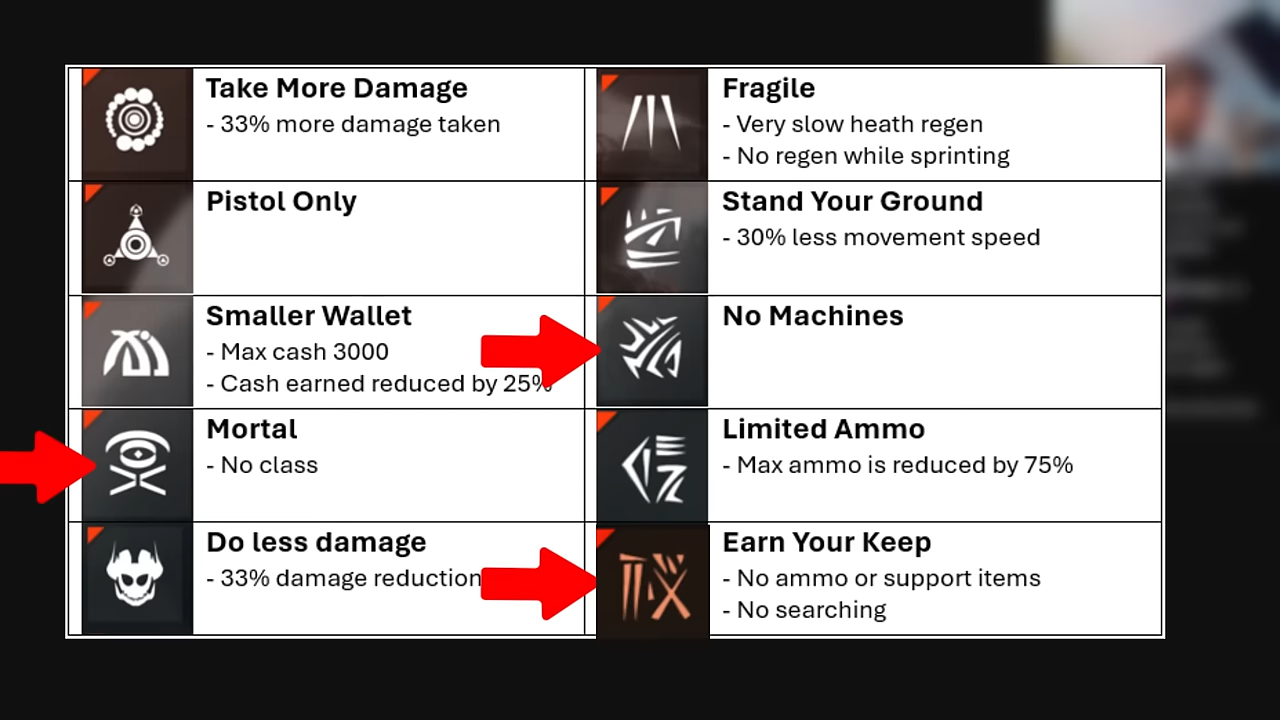 Take More Damage
- 33% more damage taken
Fragile
- Very slow heath regen
- No regen while sprinting
Pistol Only
Stand Your Ground
- 30% less movement speed
Smaller Wallet
- Max cash 3000
- Cash earned reduced by 25%
No Machines
Mortal
- No class
Limited Ammo
- Max ammo is reduced by 75%
Do less damage
- 33% damage reduction
Earn Your Keep
- No ammo or support items
- No searching